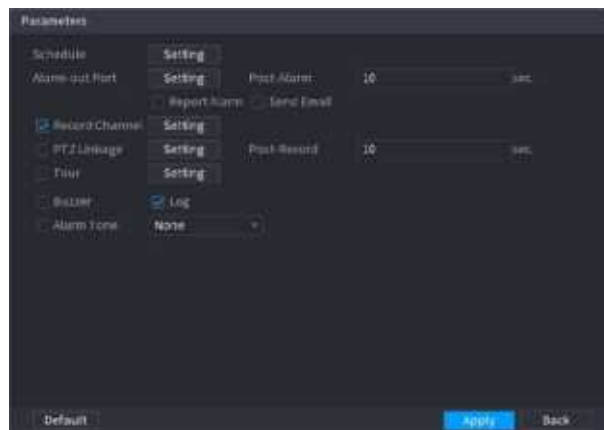 Parameters
Schedule Setting
Alarm-out Port Setting Post-Alarm 10 sec.
Report Alarm Send Email
Record Channel Setting
PTZ Linkage Setting Post-Record 10 sec.
Tour Setting
Buzzer Log
Alarm Tone None
Default Apply Back